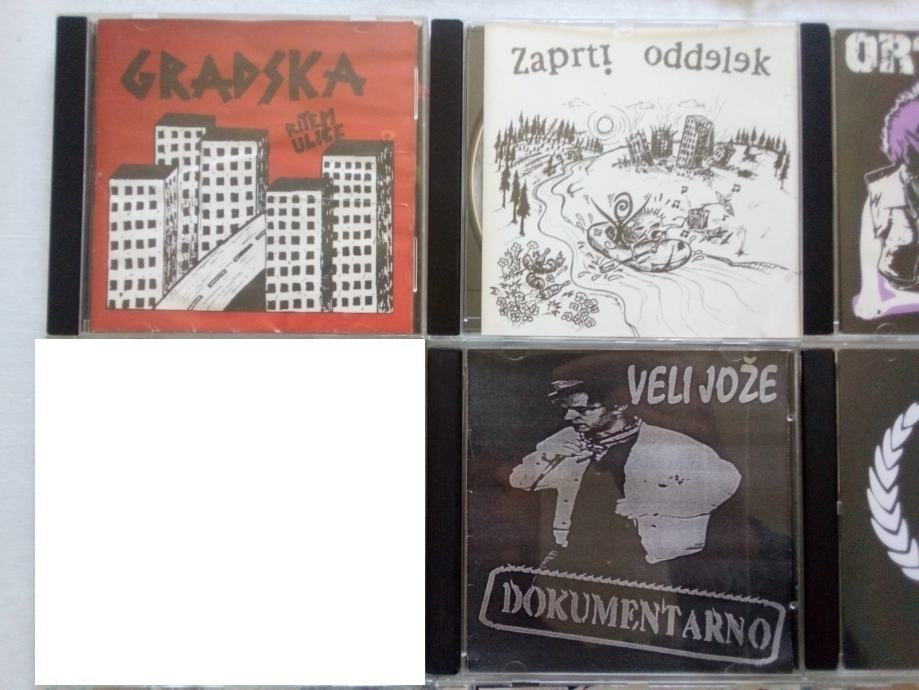 GRADSKA
RITEM
ULICE
Zaprti oddelek
VELI JOŽE
DOKUMENTARNO